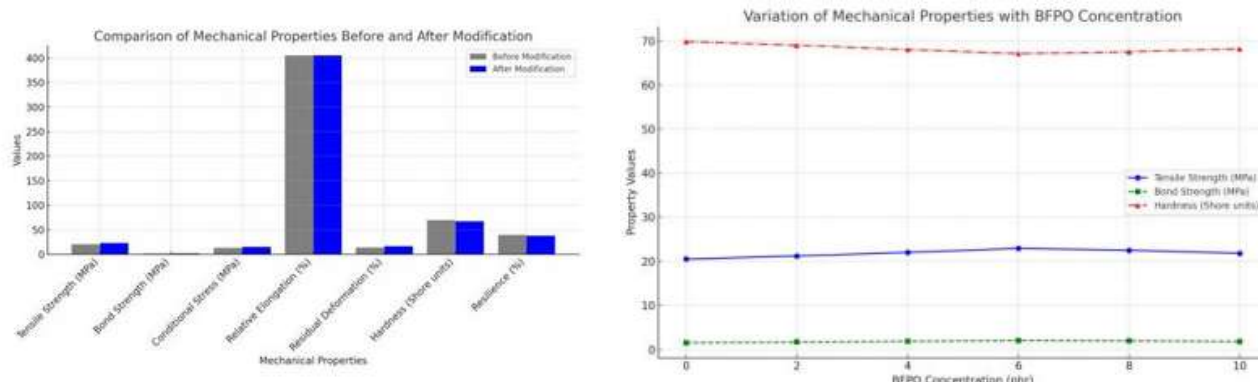 Comparison of Mechanical Properties Before and After Modification
Before Modification
After Modification
Values
400
350
300
250
200
150
100
50
0
Tensile Strength (MPa)
Bond Strength (MPa)
Conditional Stress (MPa)
Relative Elongation (%)
Residual Deformation (%)
Hardness (Shore units)
Resilience (%)
Mechanical Properties
Variation of Mechanical Properties with BFPO Concentration
Property Values
70
60
50
40
30
20
10
0
Tensile Strength (MPa)
Bond Strength (MPa)
Hardness (Shore units)
0 2 4 6 8 10
BFPO Concentration (phr)